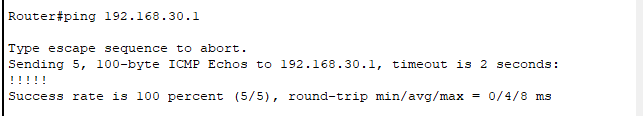 Router#ping 192.168.30.1
Type escape sequence to abort.
Sending 5, 100-byte ICMP Echos to 192.168.30.1, timeout is 2 seconds:
!!!!!
Success rate is 100 percent (5/5), round-trip min/avg/max = 0/4/8 ms